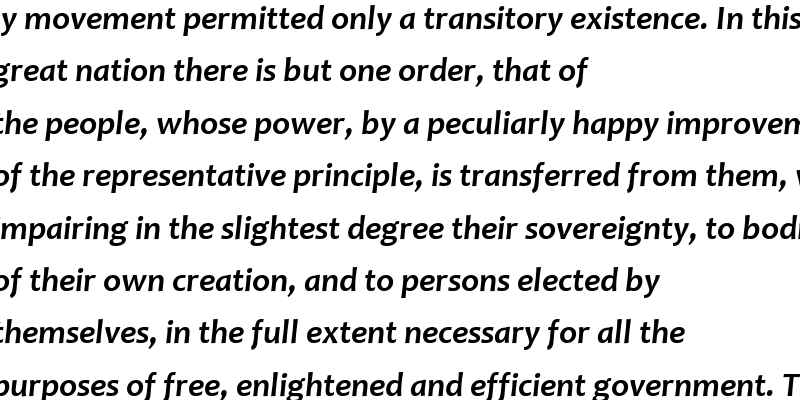 y movement permitted only a transitory existence. In this
great nation there is but one order, that of
the people, whose power, by a peculiarly happy improvem
of the representative principle, is transferred from them,
impairing in the slightest degree their sovereignty, to bodi
of their own creation, and to persons elected by
themselves, in the full extent necessary for all the
purposes of free, enlightened and efficient government. T